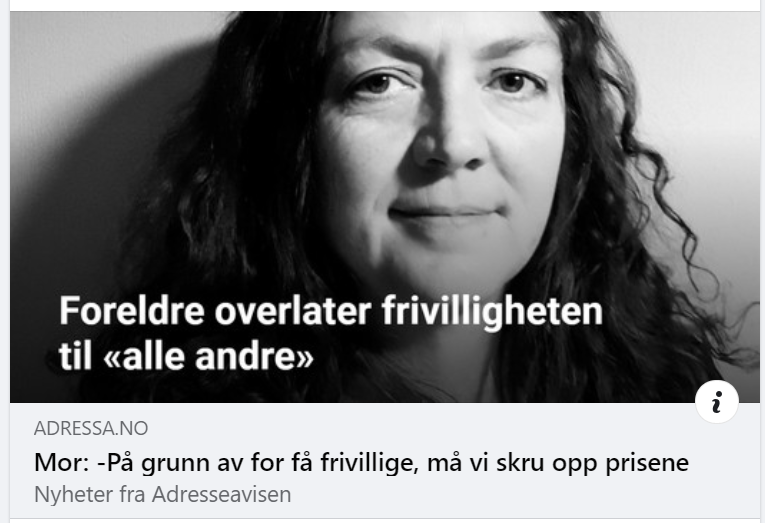 Foreldre overlater frivilligheten
til «alle andre»
i
ADRESSA.NO
Mor: -På grunn av for få frivillige, må vi skru opp prisene
Nyheter fra Adresseavisen